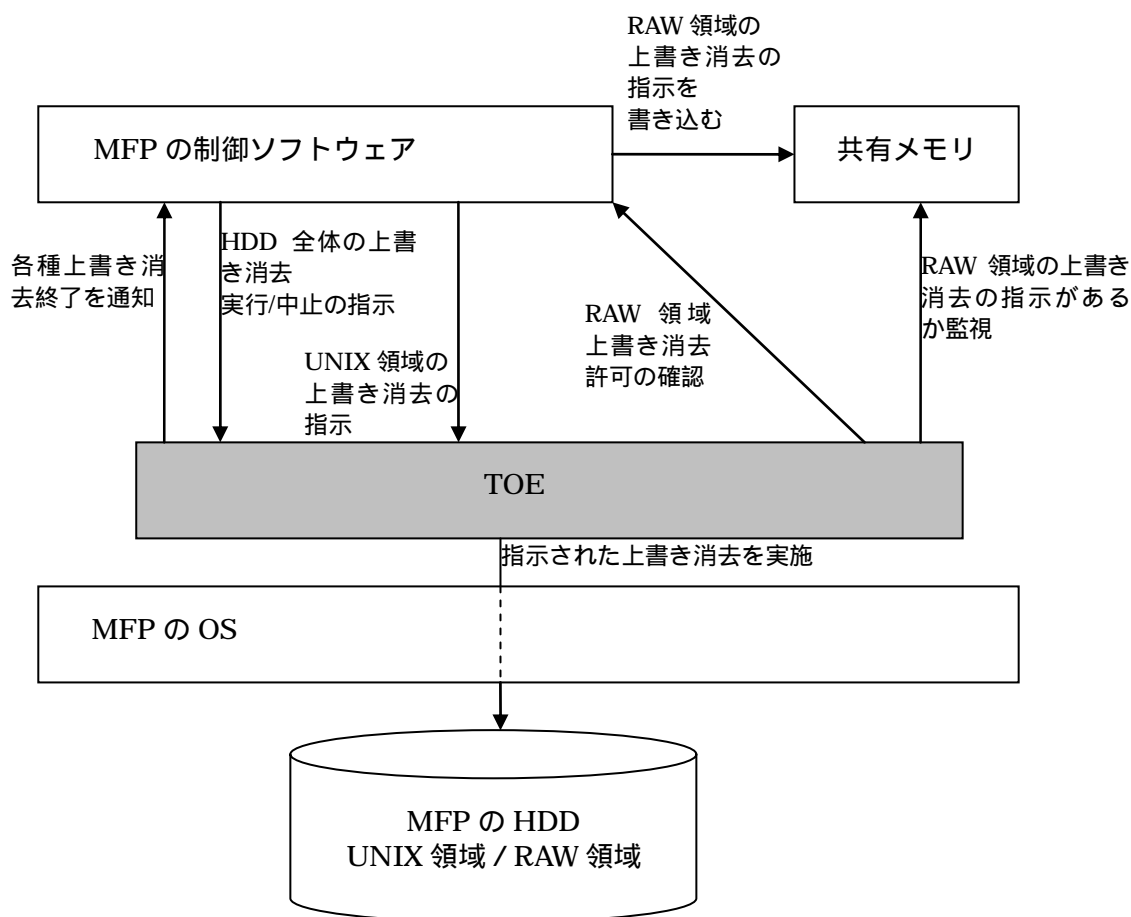 RAW 領域の
上書き消去の
指示を
書き込む
MFP の制御ソフトウェア
共有メモリ
各種上書き消
去終了を通知
HDD 全体の上書
き消去
実行/中止の指示
UNIX 領域の
上書き消去の
指示
RAW 領域
上書き消去
許可の確認
RAW 領域の上書き
消去の指示がある
か監視
TOE
指示された上書き消去を実施
MFP の OS
MFP の HDD
UNIX 領域 / RAW 領域